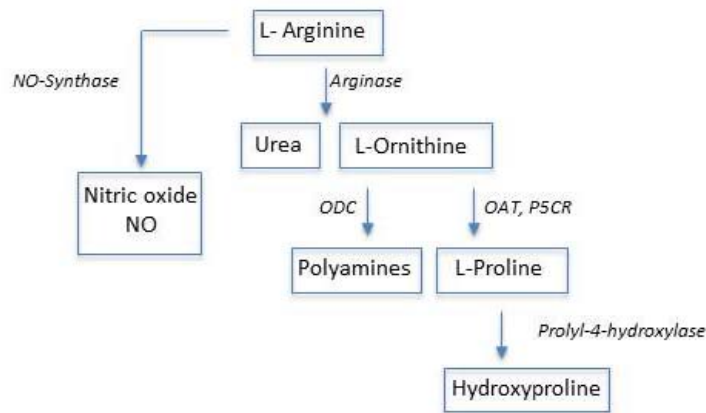 L- Arginine
NO-Synthase
Arginase
Urea
L-Ornithine
Nitric oxide
NO
ODC
OAT, P5CR
Polyamines
L-Proline
Prolyl-4-hydroxylase
Hydroxyproline